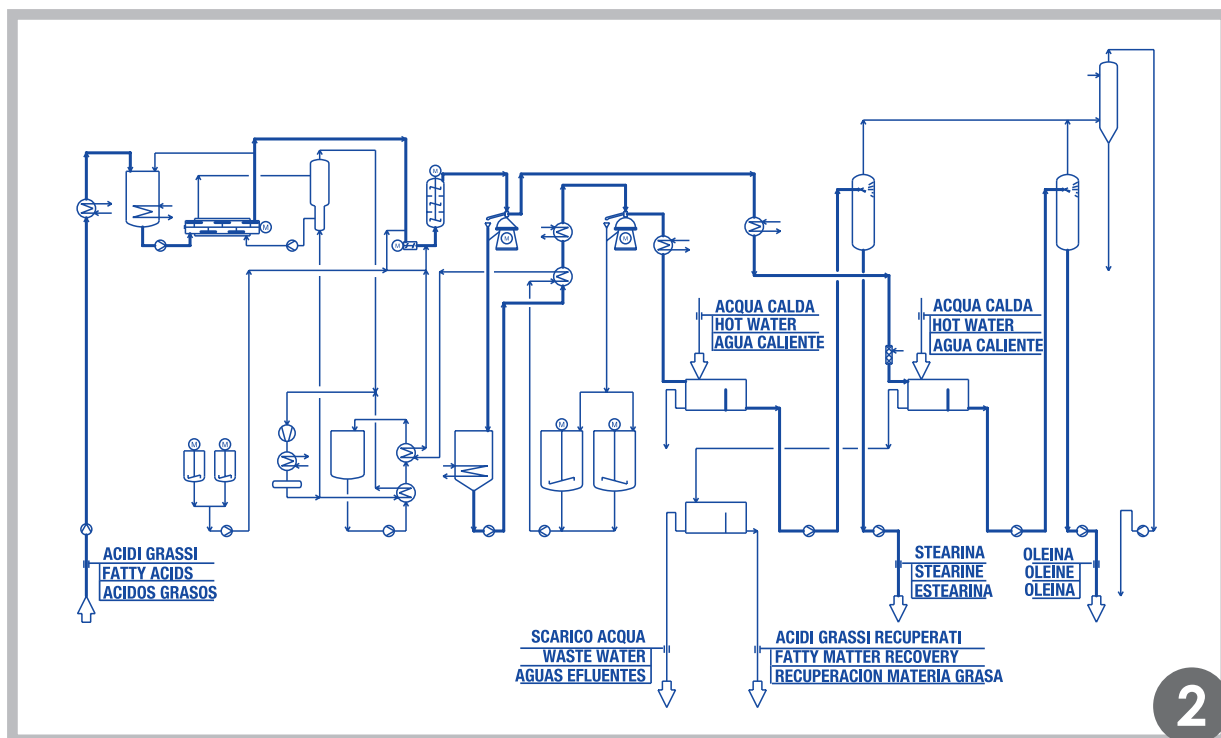 M
M
M
M
M
M
ACQUA CALDA
HOT WATER
AGUA CALIENTE
ACQUA CALDA
HOT WATER
AGUA CALIENTE
M
M
M
M
ACIDI GRASSI
FATTY ACIDS
ACIDOS GRASOS
STEARINA
STEARINE
ESTEARINA
OLEINA
OLEINE
OLEINA
SCARICO ACQUA
WASTE WATER
AGUAS EFLUENTES
ACIDI GRASSI RECUPERATI
FATTY MATTER RECOVERY
RECUPERACION MATERIA GRASA
2